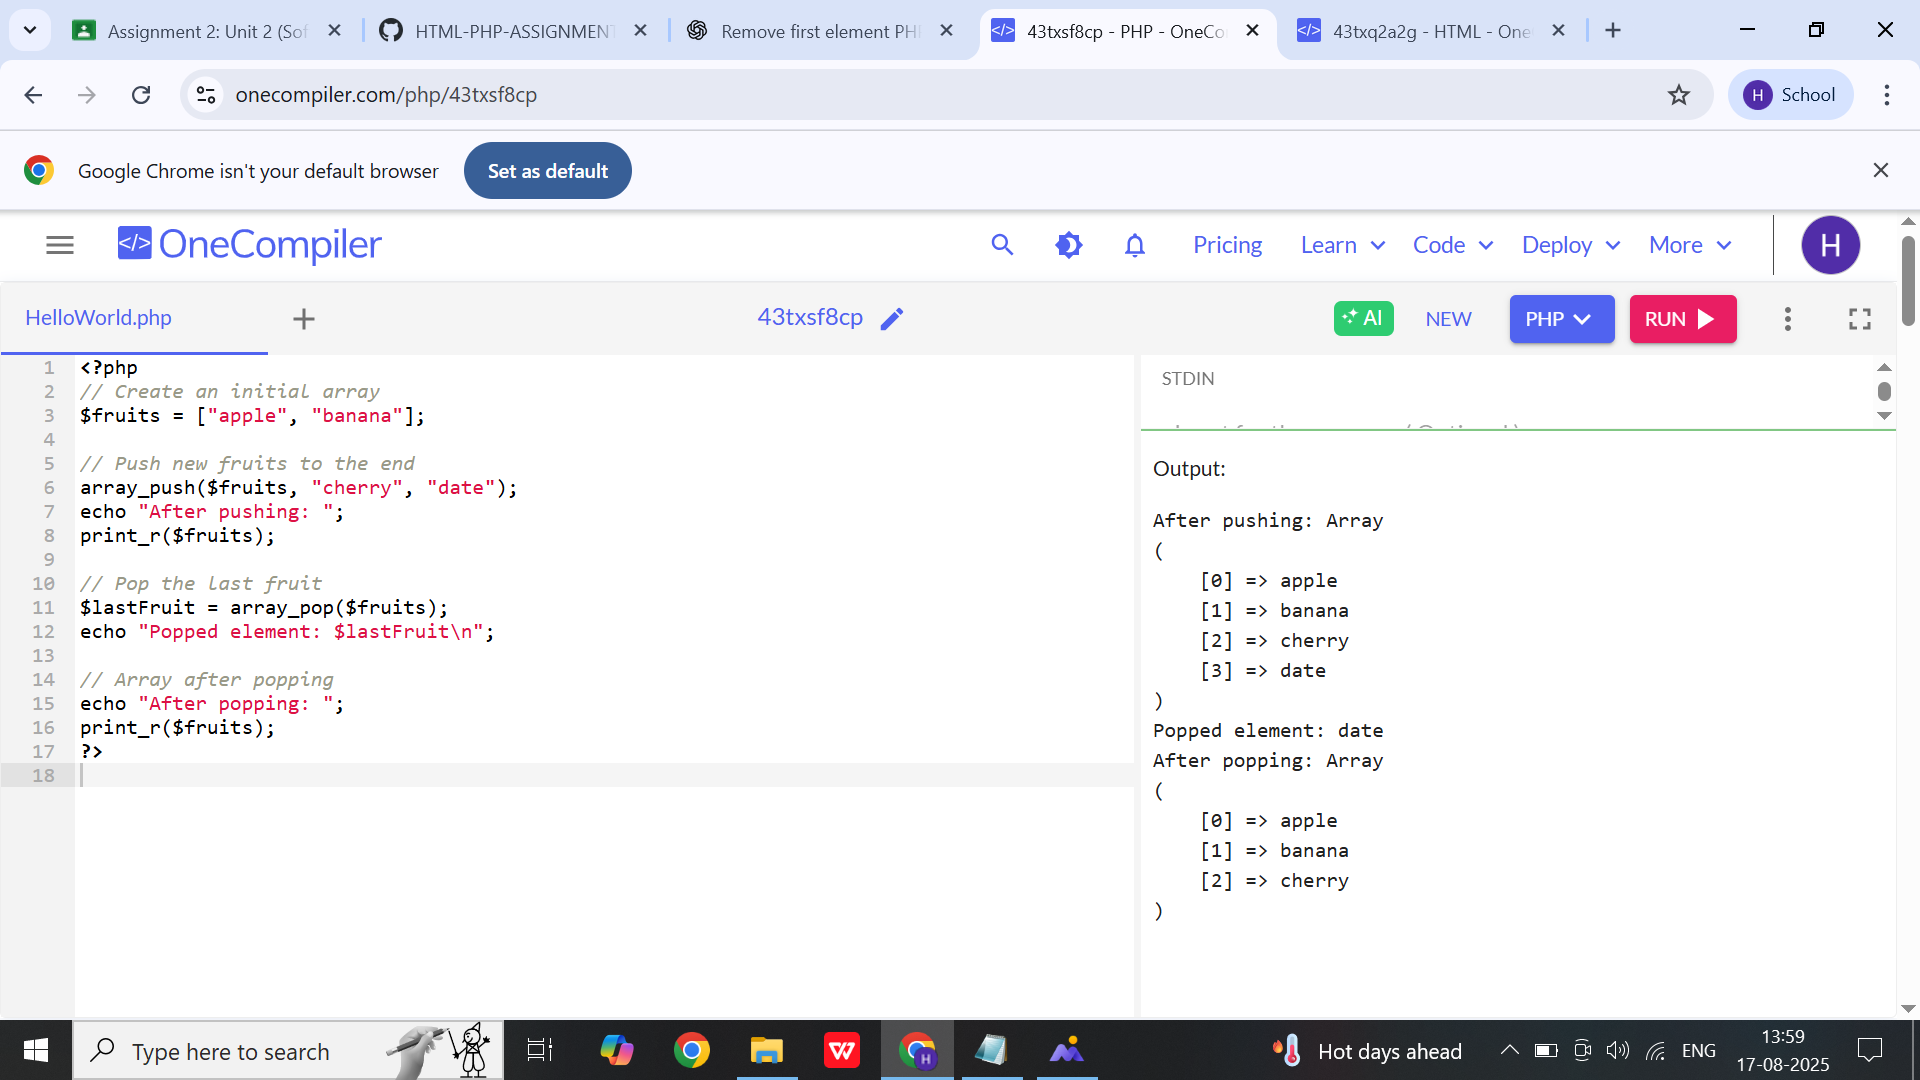 Assignment 2: Unit 2 (Sof
HTML-PHP-ASSIGNMENT
Remove first element PH
43txsf8cp - PHP - OneCo
43txq2a2g - HTML - One
onecompiler.com/php/43txsf8cp
H School
Google Chrome isn't your default browser
Set as default
</> OneCompiler
Pricing
Learn
Code
Deploy
More
H
HelloWorld.php
43txsf8cp
AI
NEW
PHP
RUN
1 <?php
2 // Create an initial array
3 $fruits = ["apple", "banana"];
4
5 // Push new fruits to the end
6 array_push($fruits, "cherry", "date");
7 echo "After pushing: ";
8 print_r($fruits);
9
10 // Pop the last fruit
11 $lastFruit = array_pop($fruits);
12 echo "Popped element: $lastFruit\n";
13
14 // Array after popping
15 echo "After popping: ";
16 print_r($fruits);
17 ?>
18
STDIN
Output:
After pushing: Array
(
[0] => apple
[1] => banana
[2] => cherry
[3] => date
)
Popped element: date
After popping: Array
(
[0] => apple
[1] => banana
[2] => cherry
)
Type here to search
Hot days ahead
ENG
13:59
17-08-2025